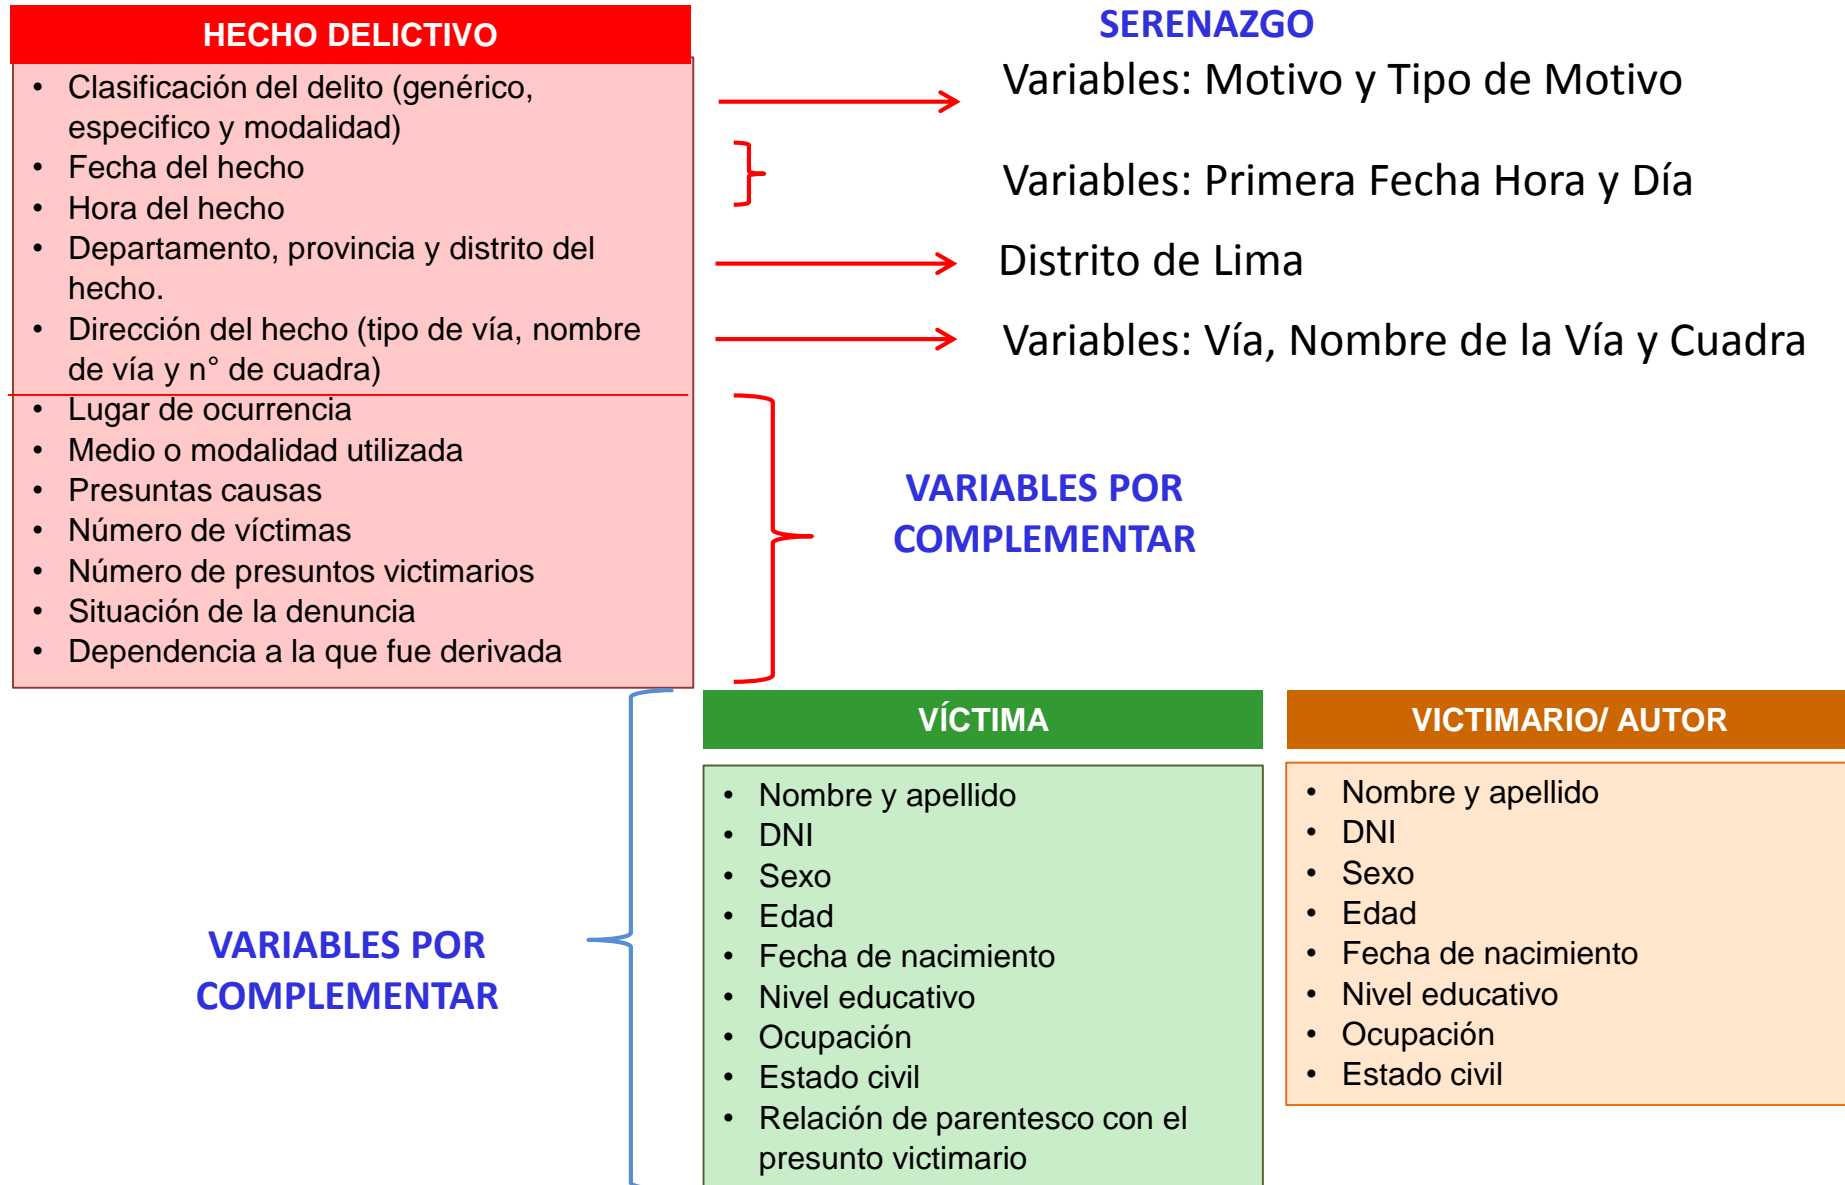 HECHO DELICTIVO
• Clasificación del delito (genérico,
especifico y modalidad)
• Fecha del hecho
• Hora del hecho
• Departamento, provincia y distrito del
hecho.
• Dirección del hecho (tipo de vía, nombre
de vía y n° de cuadra)
• Lugar de ocurrencia
• Medio o modalidad utilizada
• Presuntas causas
• Número de víctimas
• Número de presuntos victimarios
• Situación de la denuncia
• Dependencia a la que fue derivada
SERENAZGO
Variables: Motivo y Tipo de Motivo
Variables: Primera Fecha Hora y Día
Distrito de Lima
Variables: Vía, Nombre de la Vía y Cuadra
VARIABLES POR
COMPLEMENTAR
VARIABLES POR
COMPLEMENTAR
VÍCTIMA
• Nombre y apellido
• DNI
• Sexo
• Edad
• Fecha de nacimiento
• Nivel educativo
• Ocupación
• Estado civil
• Relación de parentesco con el
presunto victimario
VICTIMARIO/ AUTOR
• Nombre y apellido
• DNI
• Sexo
• Edad
• Fecha de nacimiento
• Nivel educativo
• Ocupación
• Estado civil